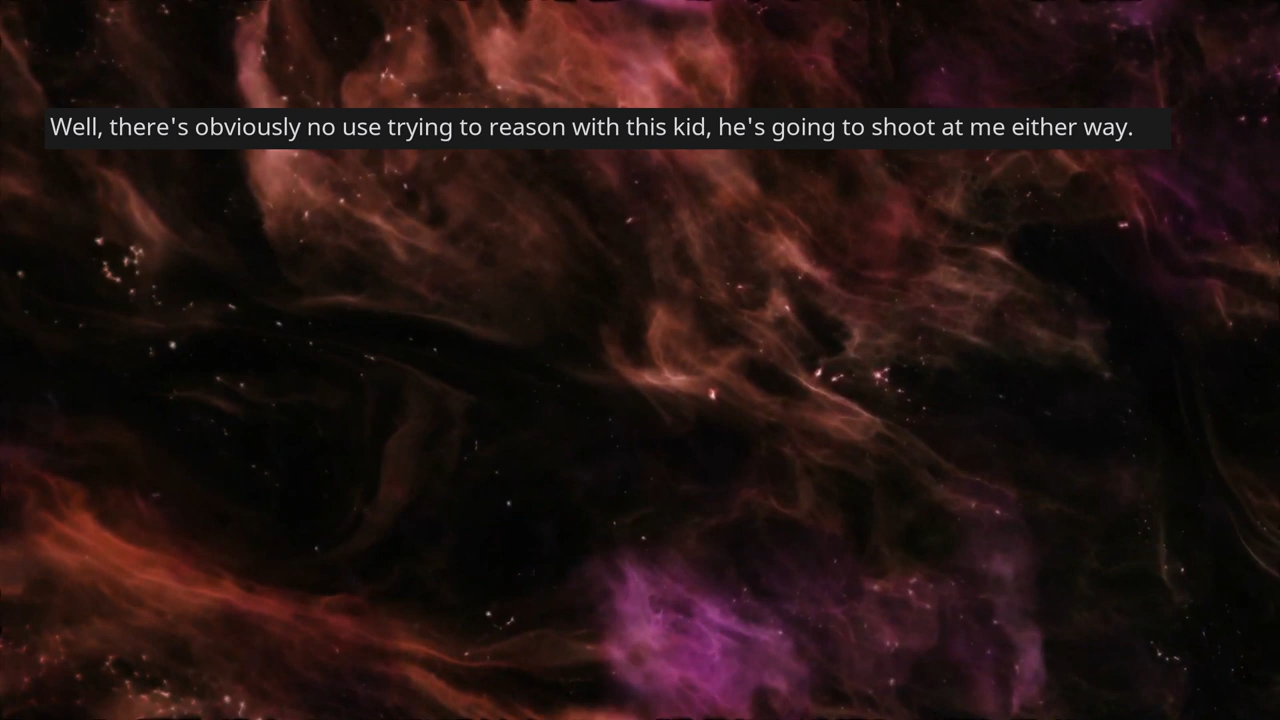 Well, there's obviously no use trying to reason with this kid, he's going to shoot at me either way.